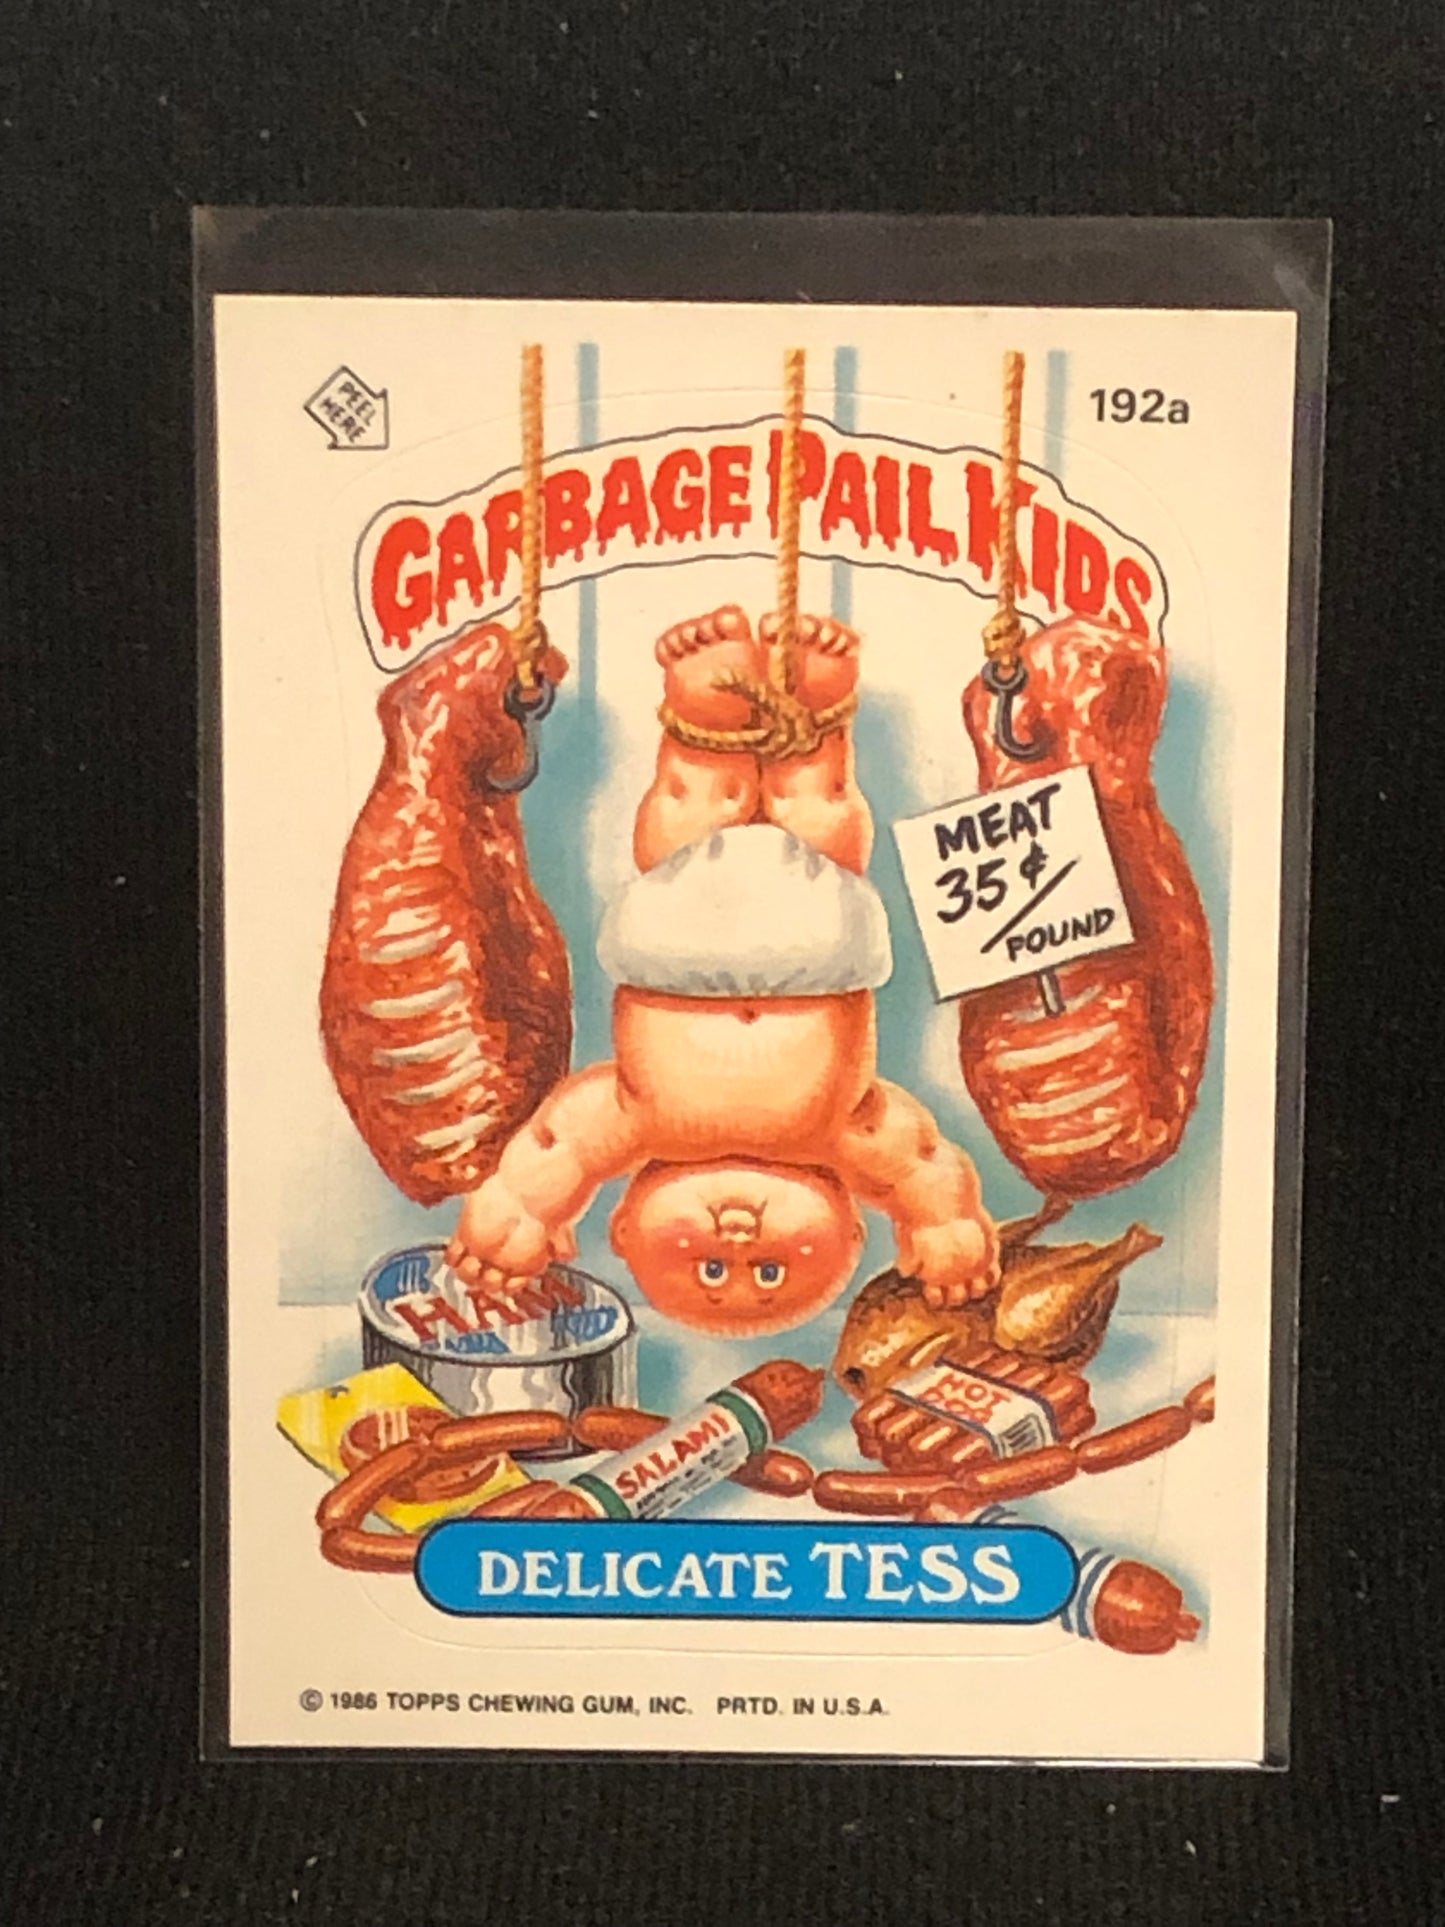 PEEL
HERE
192a
GARBAGE PAIL KIDS
MEAT
35¢/
POUND
HAM
HOT
DOG
SALAMI
DELICATE TESS
© 1986 TOPPS CHEWING GUM, INC. PRTD. IN U.S.A.